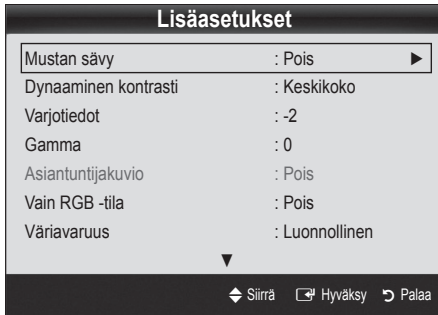 Lisäasetukset
Mustan sävy : Pois ▶
Dynaaminen kontrasti : Keskikoko
Varjotiedot : -2
Gamma : 0
Asiantuntijakuvio : Pois
Vain RGB -tila : Pois
Väriavaruus : Luonnollinen
▼
Siirrä Hyväksy Palaa